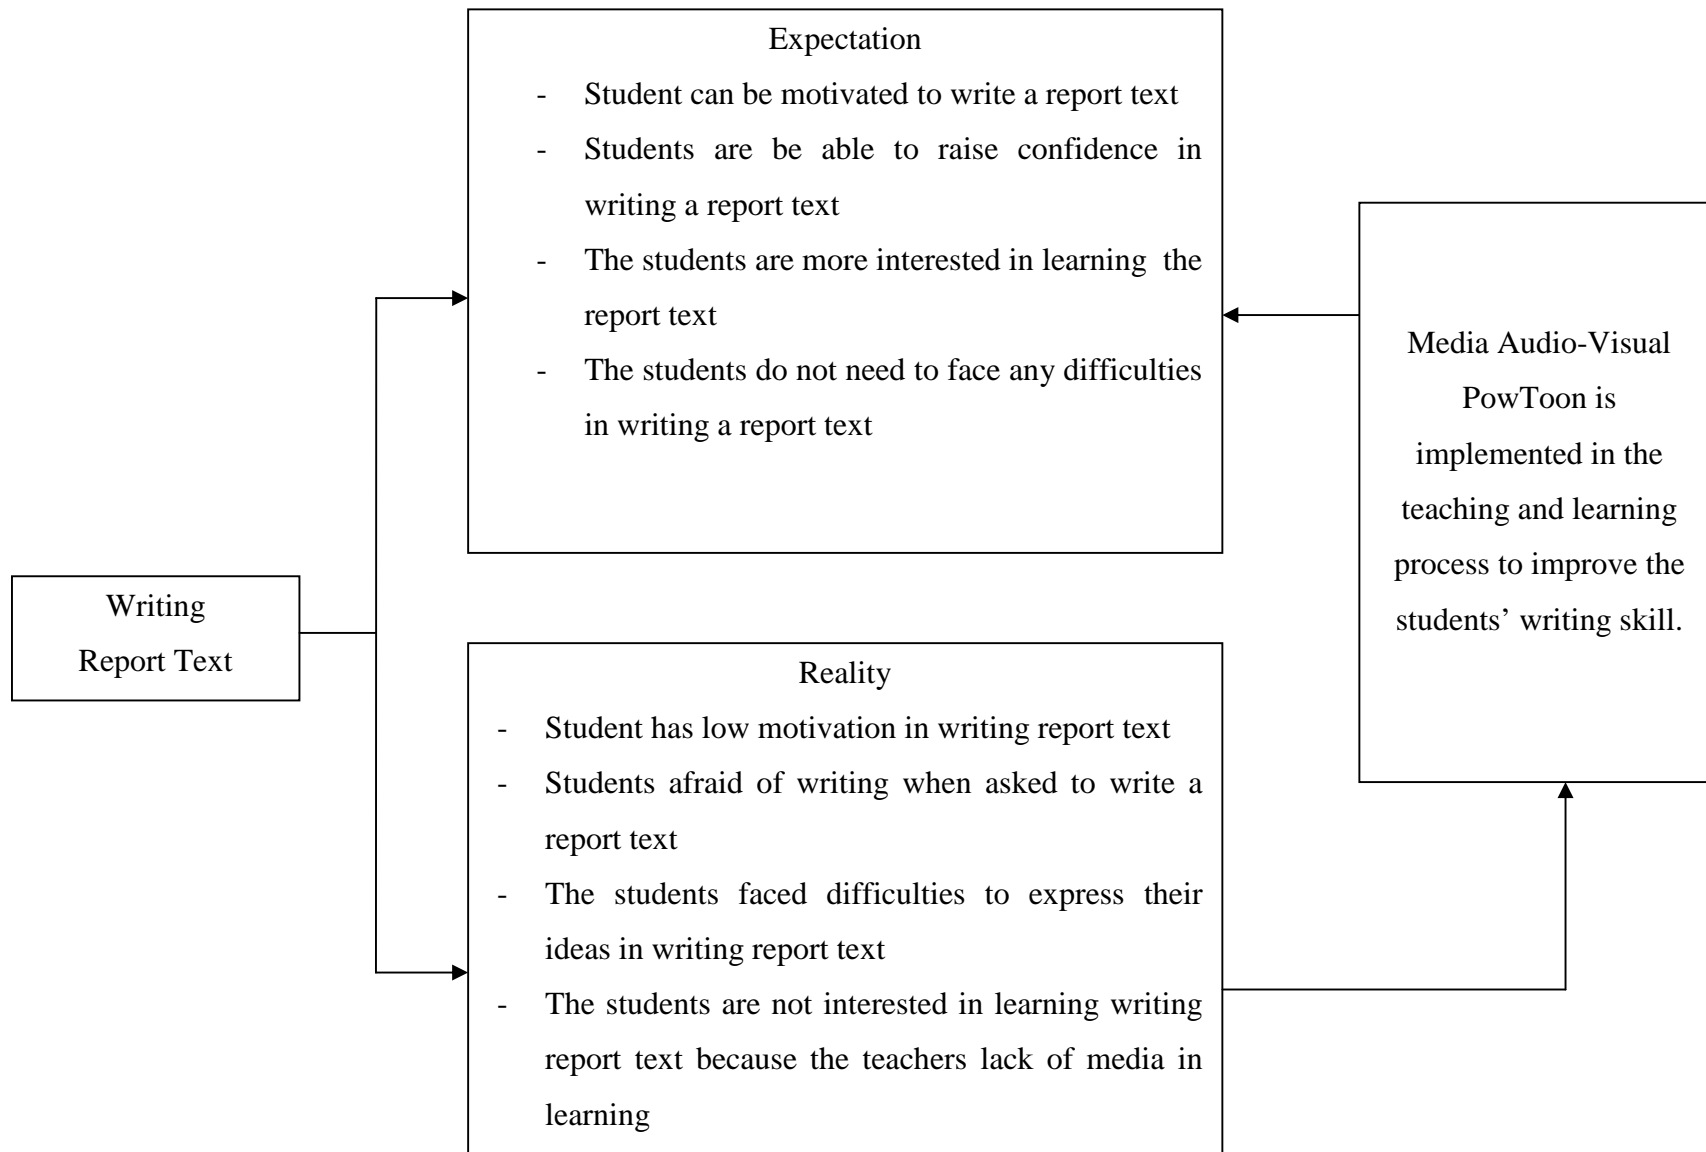 Expectation
- Student can be motivated to write a report text
- Students are be able to raise confidence in
writing a report text
- The students are more interested in learning the
report text
- The students do not need to face any difficulties
in writing a report text
Writing
Report Text
Reality
- Student has low motivation in writing report text
- Students afraid of writing when asked to write a
report text
- The students faced difficulties to express their
ideas in writing report text
- The students are not interested in learning writing
report text because the teachers lack of media in
learning
Media Audio-Visual
PowToon is
implemented in the
teaching and learning
process to improve the
students’ writing skill.